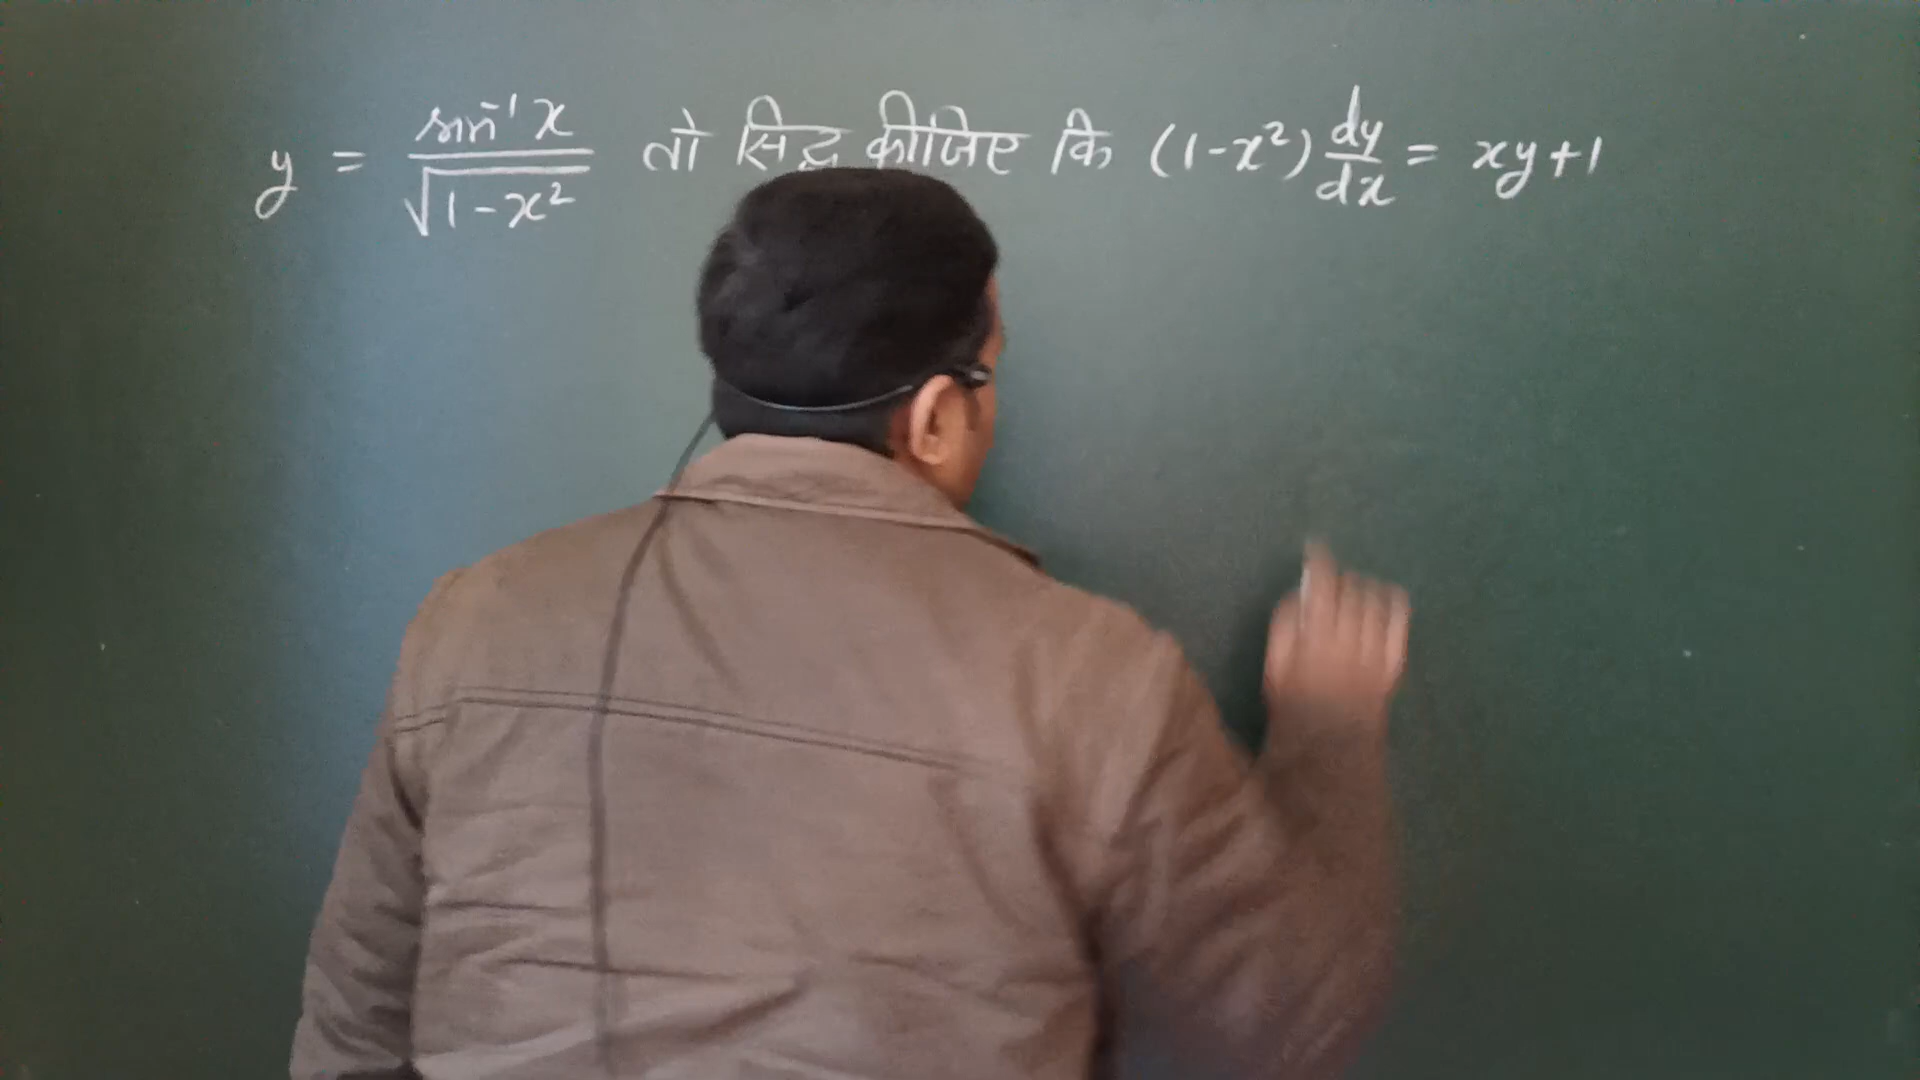 y = sin⁻¹x / √(1-x²) तो सिद्ध कीजिए कि (1-x²) dy/dx = xy+1